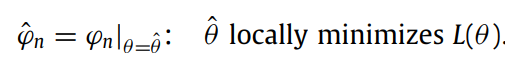 φ̂ₙ = φₙ|_{θ=θ̂} :   θ̂ locally minimizes L(θ).